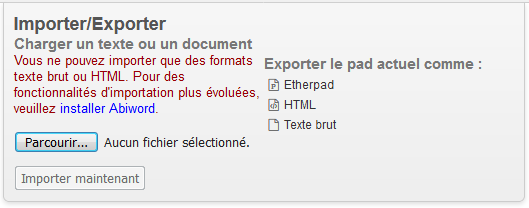 Importer/Exporter
Charger un texte ou un document
Vous ne pouvez importer que des formats
texte brut ou HTML. Pour des
fonctionnalités d'importation plus évoluées,
veuillez installer Abiword.
Parcourir... Aucun fichier sélectionné.
Importer maintenant
Exporter le pad actuel comme :
Etherpad
HTML
Texte brut